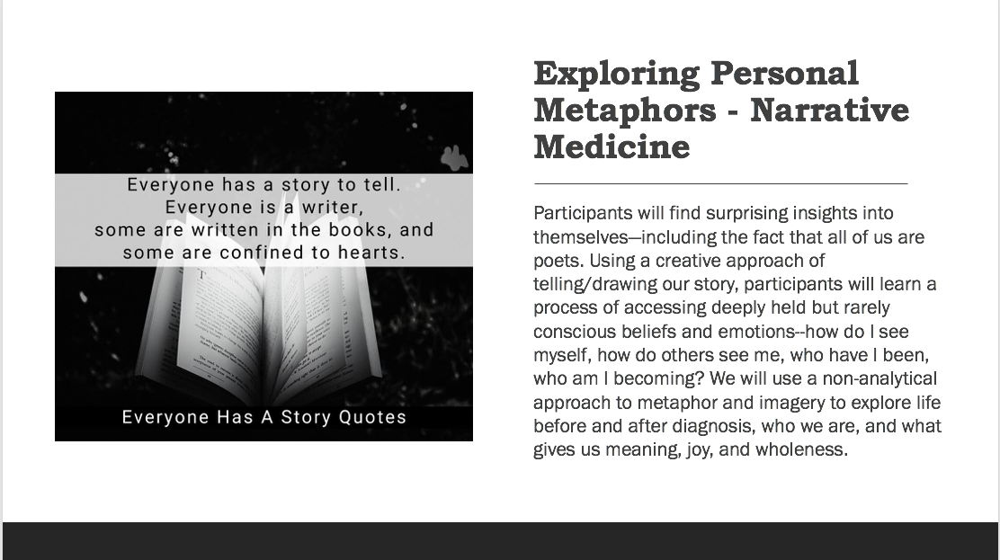 Everyone has a story to tell.
Everyone is a writer,
some are written in the books, and
some are confined to hearts.
Everyone Has A Story Quotes
Exploring Personal
Metaphors - Narrative
Medicine
Participants will find surprising insights into
themselves—including the fact that all of us are
poets. Using a creative approach of
telling/drawing our story, participants will learn a
process of accessing deeply held but rarely
conscious beliefs and emotions--how do I see
myself, how do others see me, who have I been,
who am I becoming? We will use a non-analytical
approach to metaphor and imagery to explore life
before and after diagnosis, who we are, and what
gives us meaning, joy, and wholeness.